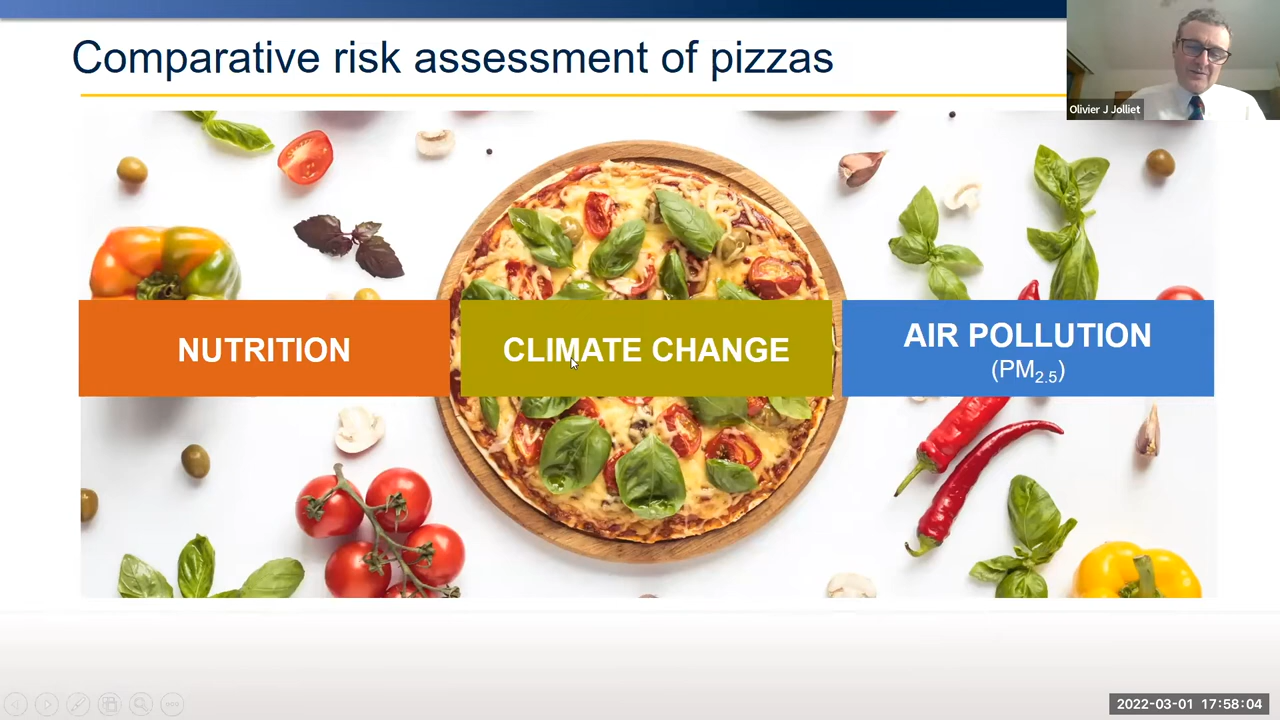 Comparative risk assessment of pizzas
Olivier J Jolliet
NUTRITION
CLIMATE CHANGE
AIR POLLUTION
(PM2.5)
2022-03-01 17:58:04